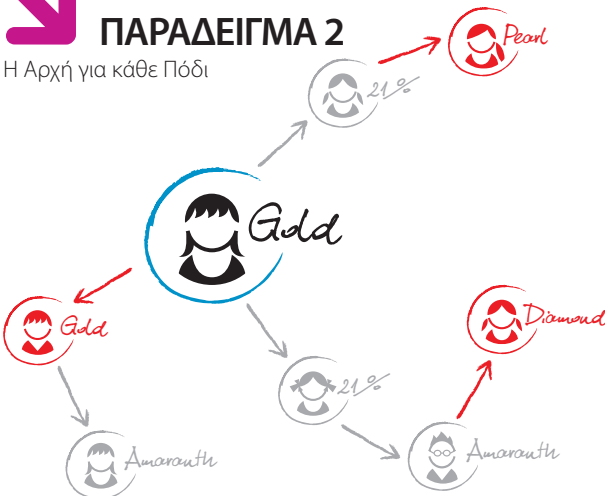 ΠΑΡΑΔΕΙΓΜΑ 2
Η Αρχή για κάθε Πόδι
Pearl
21%
Gold
Gold
Diamond
21%
Amaranth
Amaranth